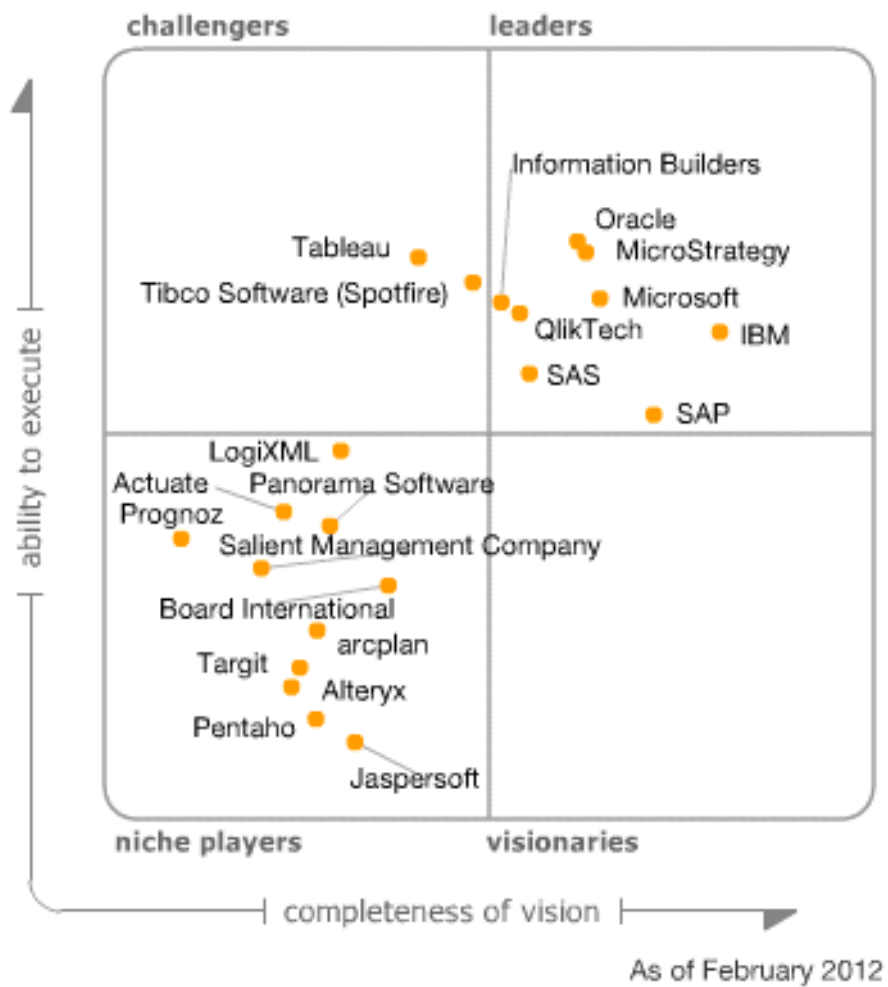 challengers
leaders
Information Builders
Oracle
Tableau
MicroStrategy
Tibco Software (Spotfire)
Microsoft
QlikTech
IBM
SAS
SAP
ability to execute
LogiXML
Actuate
Panorama Software
Prognoz
Salient Management Company
Board International
arcplan
Targit
Alteryx
Pentaho
Jaspersoft
niche players
visionaries
completeness of vision
As of February 2012